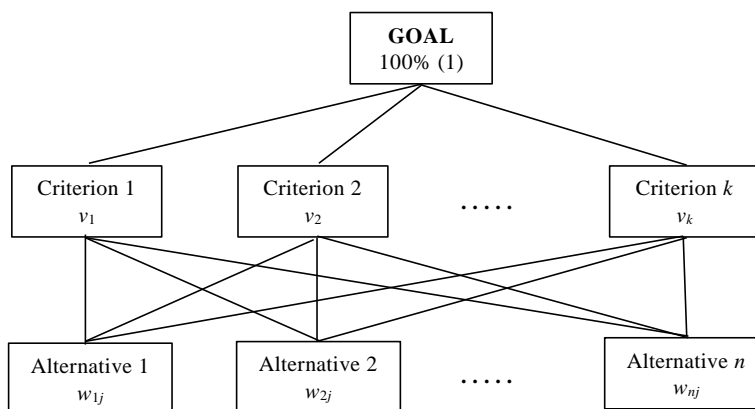 GOAL
100% (1)
Criterion 1
v₁
Criterion 2
v₂
.....
Criterion k
vₖ
Alternative 1
w₁ⱼ
Alternative 2
w₂ⱼ
.....
Alternative n
wₙⱼ